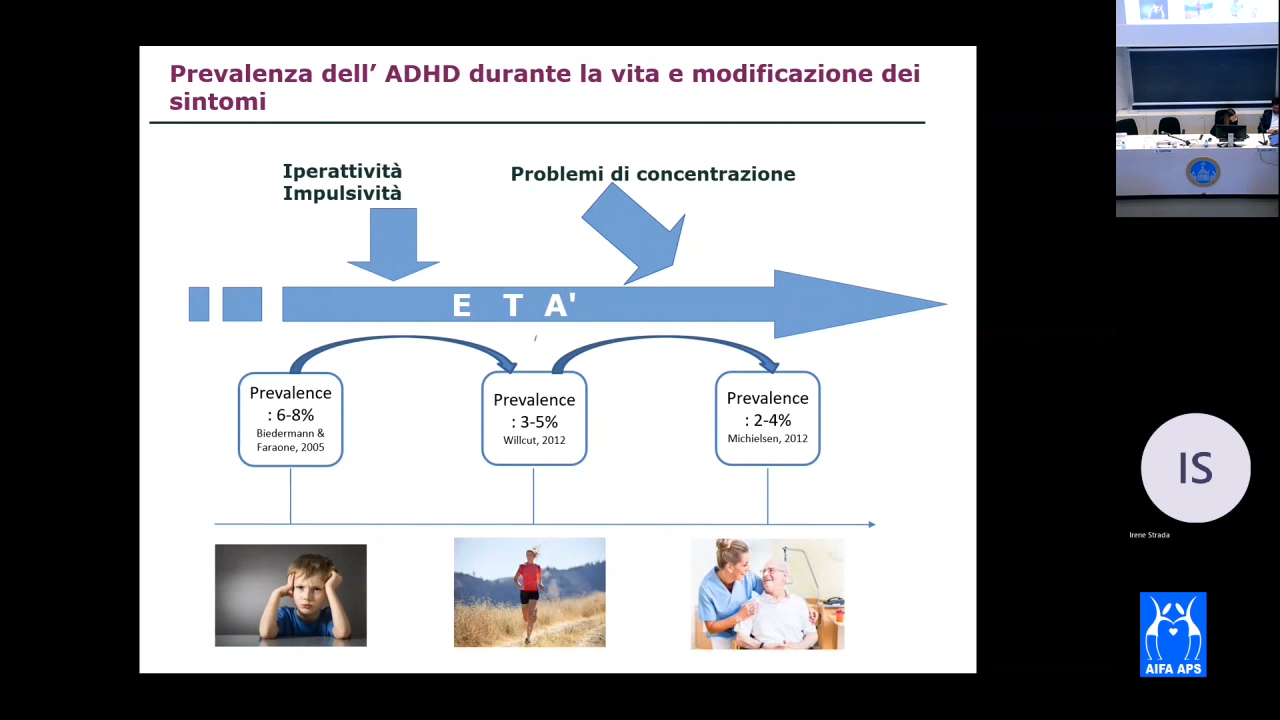 Prevalenza dell’ ADHD durante la vita e modificazione dei
sintomi
Iperattività
Impulsività
Problemi di concentrazione
E T A'
Prevalence
: 6-8%
Biedermann &
Faraone, 2005
Prevalence
: 3-5%
Willcut, 2012
Prevalence
: 2-4%
Michielsen, 2012
IS
Irene Strada
AIFA APS